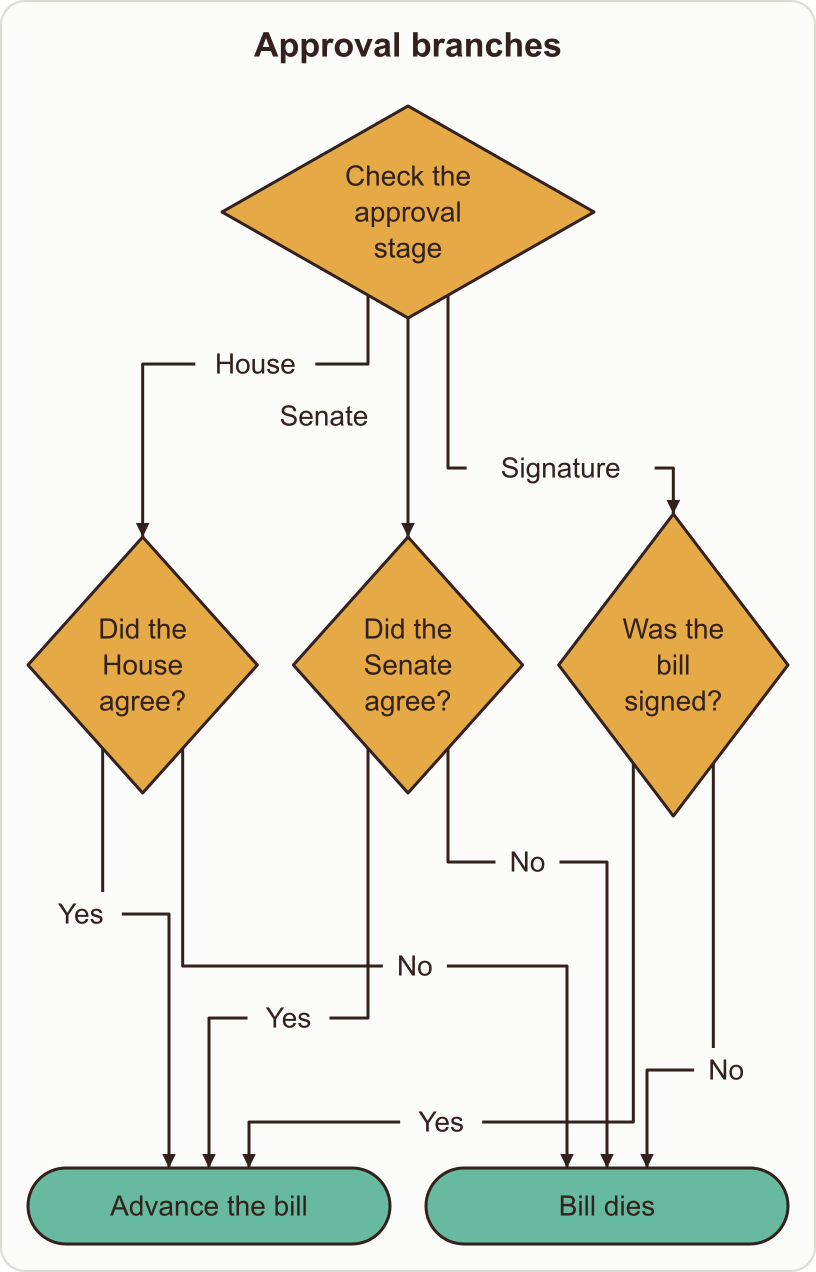 Approval branches
Check the
approval
stage
House
Senate
Signature
Did the
House
agree?
Did the
Senate
agree?
Was the
bill
signed?
No
Yes
No
Yes
No
Yes
Advance the bill
Bill dies